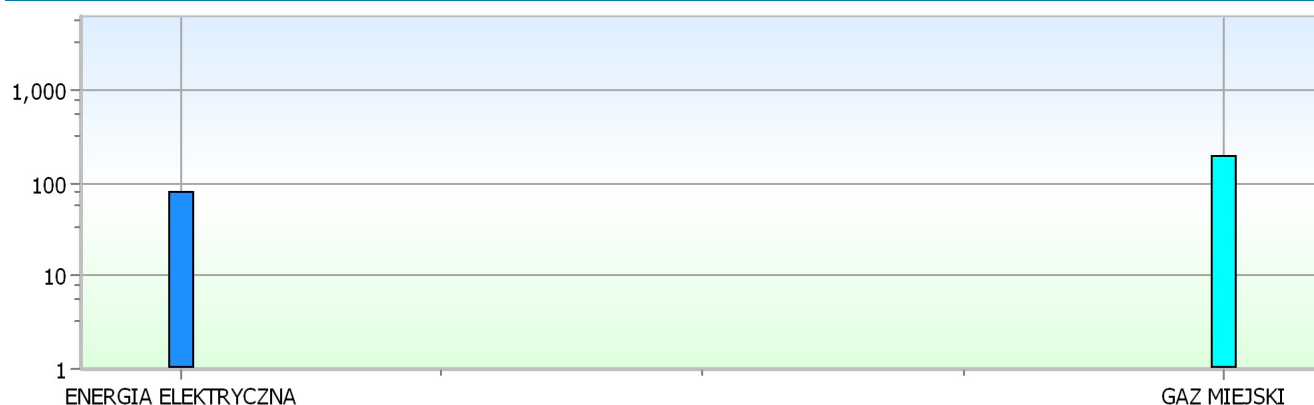 1,000
100
10
1
ENERGIA ELEKTRYCZNA GAZ MIEJSKI